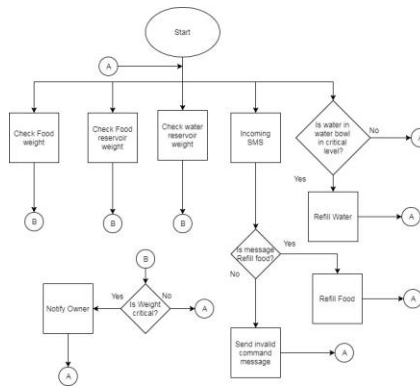 Start
A
Check Food
weight
Check Food
reservoir
weight
Check water
reservoir
weight
Incoming
SMS
Is water in
water bowl
in critical
level?
No
A
Yes
B
B
B
Refill Water
A
Is message
Refill food?
Yes
No
B
Is Weight
critical?
Yes
No
Notify Owner
A
A
Refill Food
A
Send invalid
command
message
A